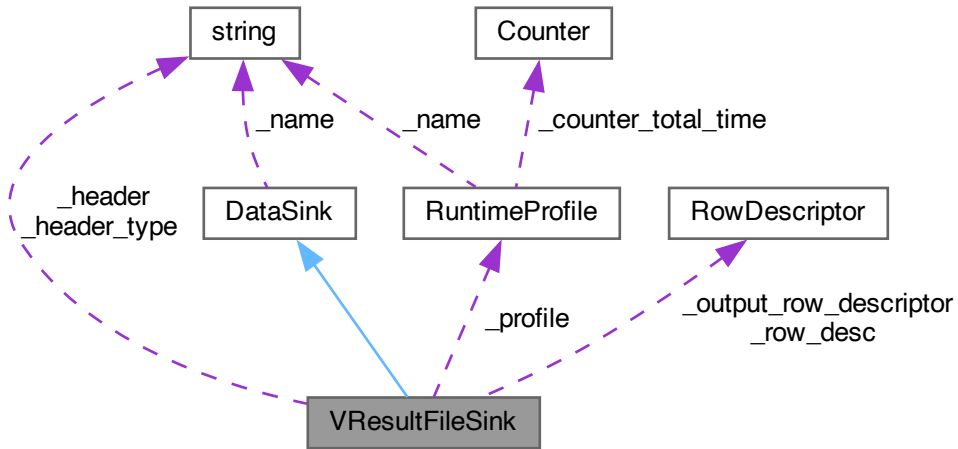 string
Counter
_name
_name
_counter_total_time
_header
_header_type
DataSink
RuntimeProfile
RowDescriptor
_profile
_output_row_descriptor
_row_desc
VResultFileSink